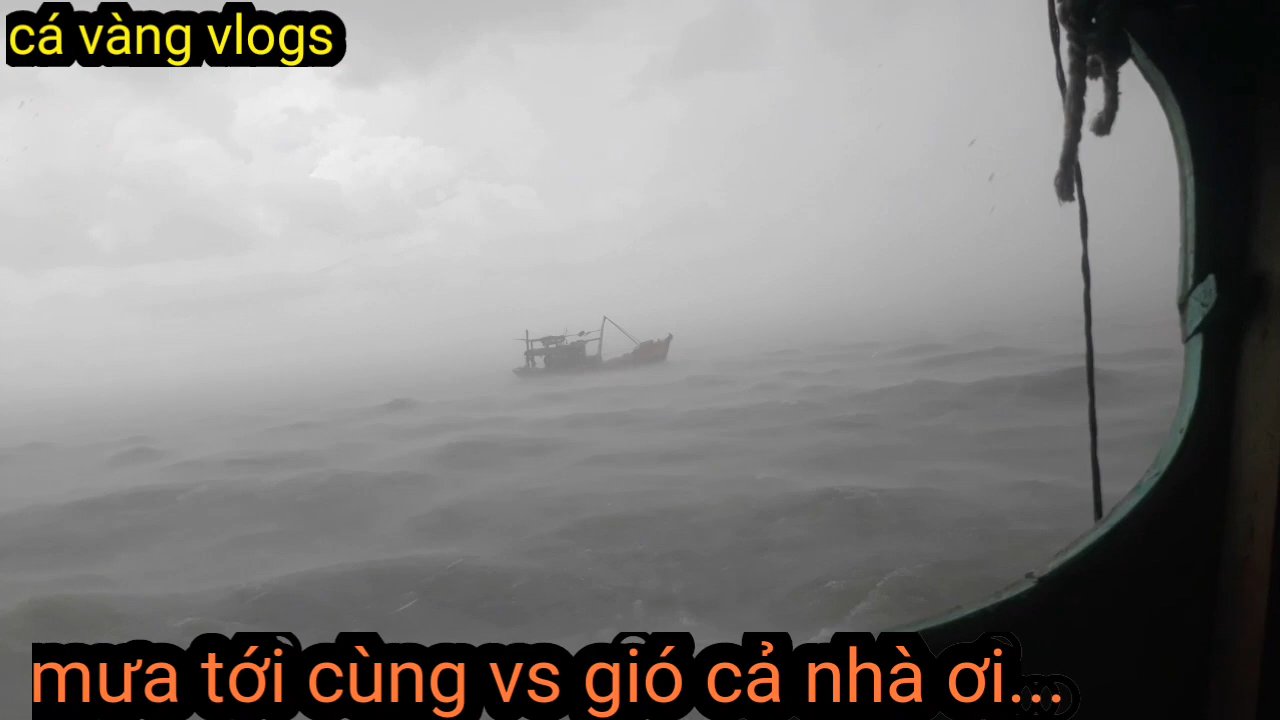 cá vàng vlogs
mưa tới cùng vs gió cả nhà ơi...